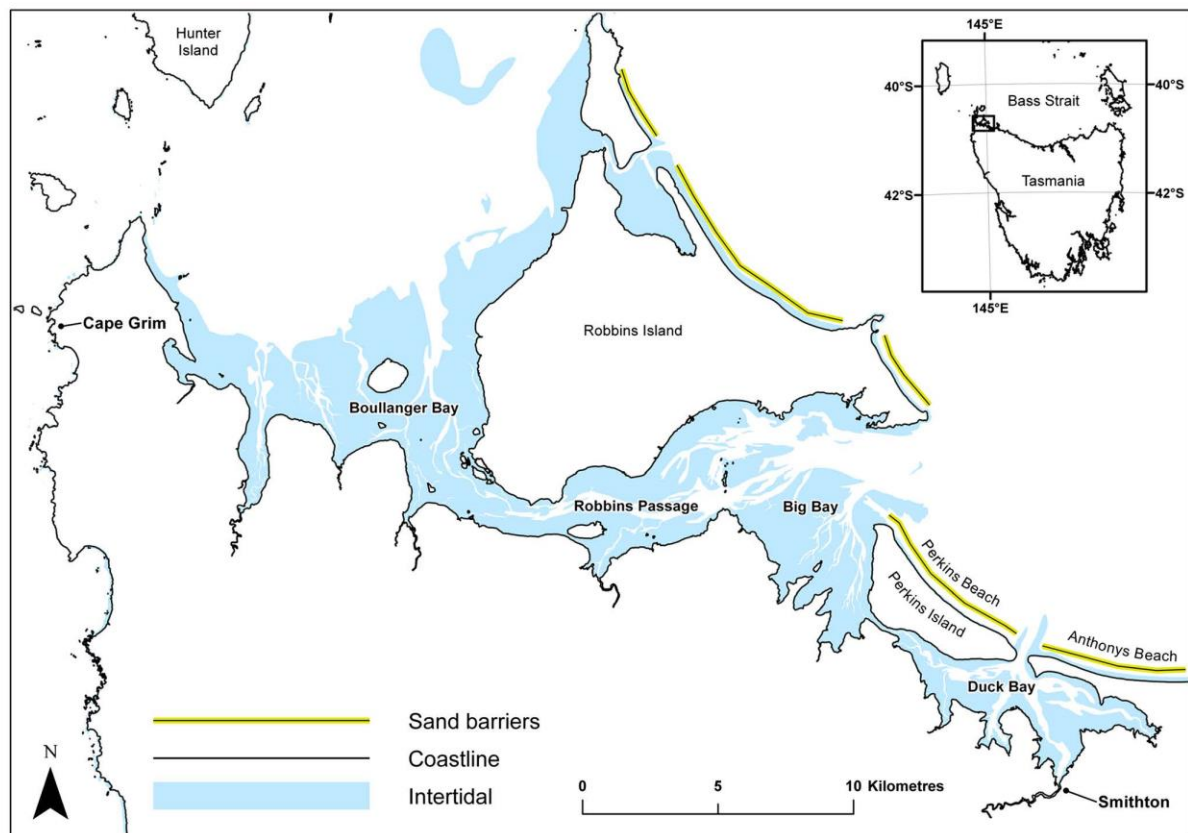 Hunter
Island
145°E
40°S
40°S
Bass Strait
Tasmania
42°S
42°S
145°E
Cape Grim
Robbins Island
Boullanger Bay
Robbins Passage
Big Bay
Perkins Beach
Perkins Island
Anthonys Beach
Duck Bay
Sand barriers
Coastline
Intertidal
N
0
5
10 Kilometres
Smithton